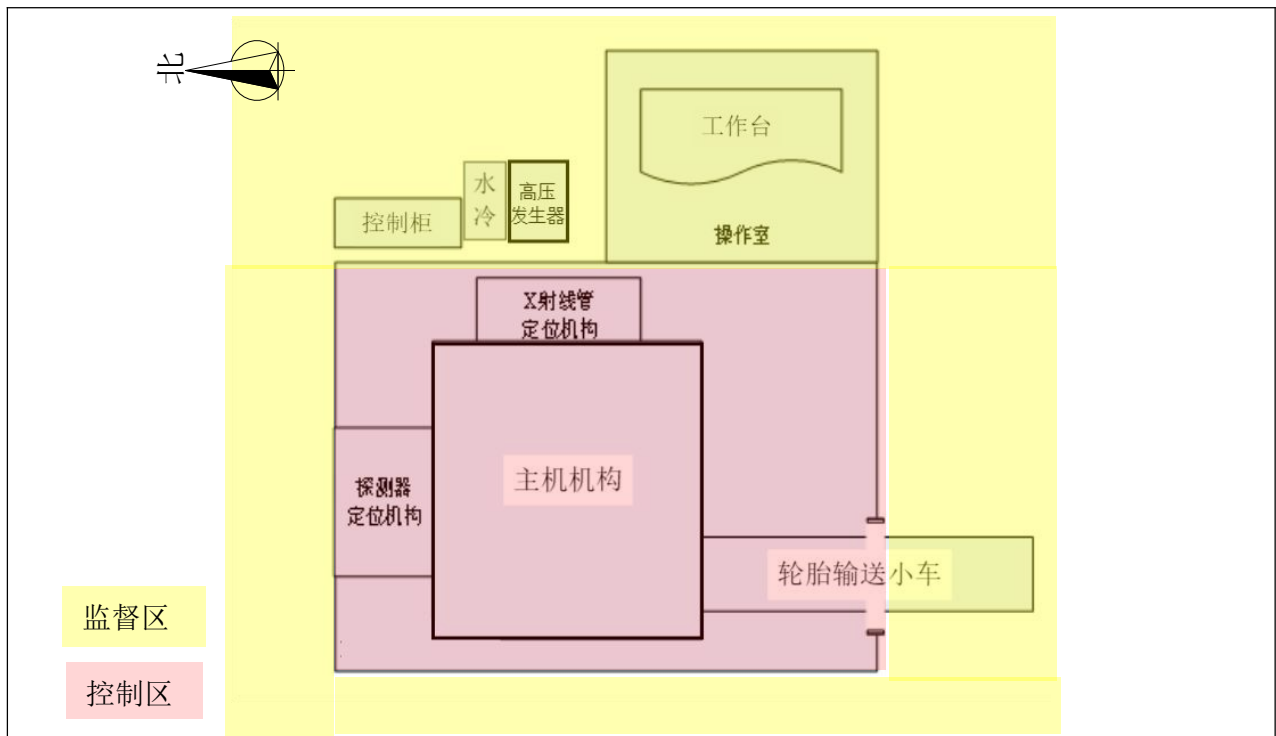 北
工作台
水
冷
高压
发生器
控制柜
操作室
X射线管
定位机构
主机机构
探测器
定位机构
轮胎输送小车
监督区
控制区